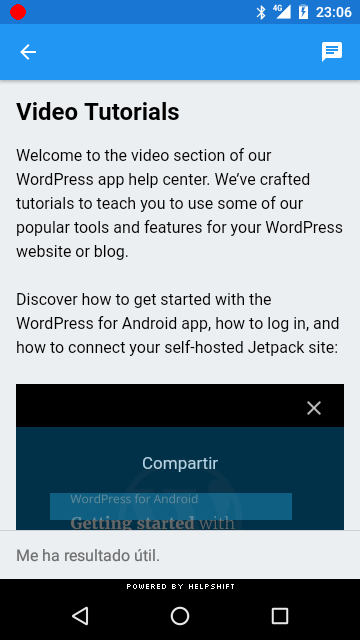 4G 23:06
Video Tutorials
Welcome to the video section of our
WordPress app help center. We’ve crafted
tutorials to teach you to use some of our
popular tools and features for your WordPress
website or blog.
Discover how to get started with the
WordPress for Android app, how to log in, and
how to connect your self-hosted Jetpack site:
Compartir
WordPress for Android
Getting started with
Me ha resultado útil.
POWERED BY HELPSHIFT